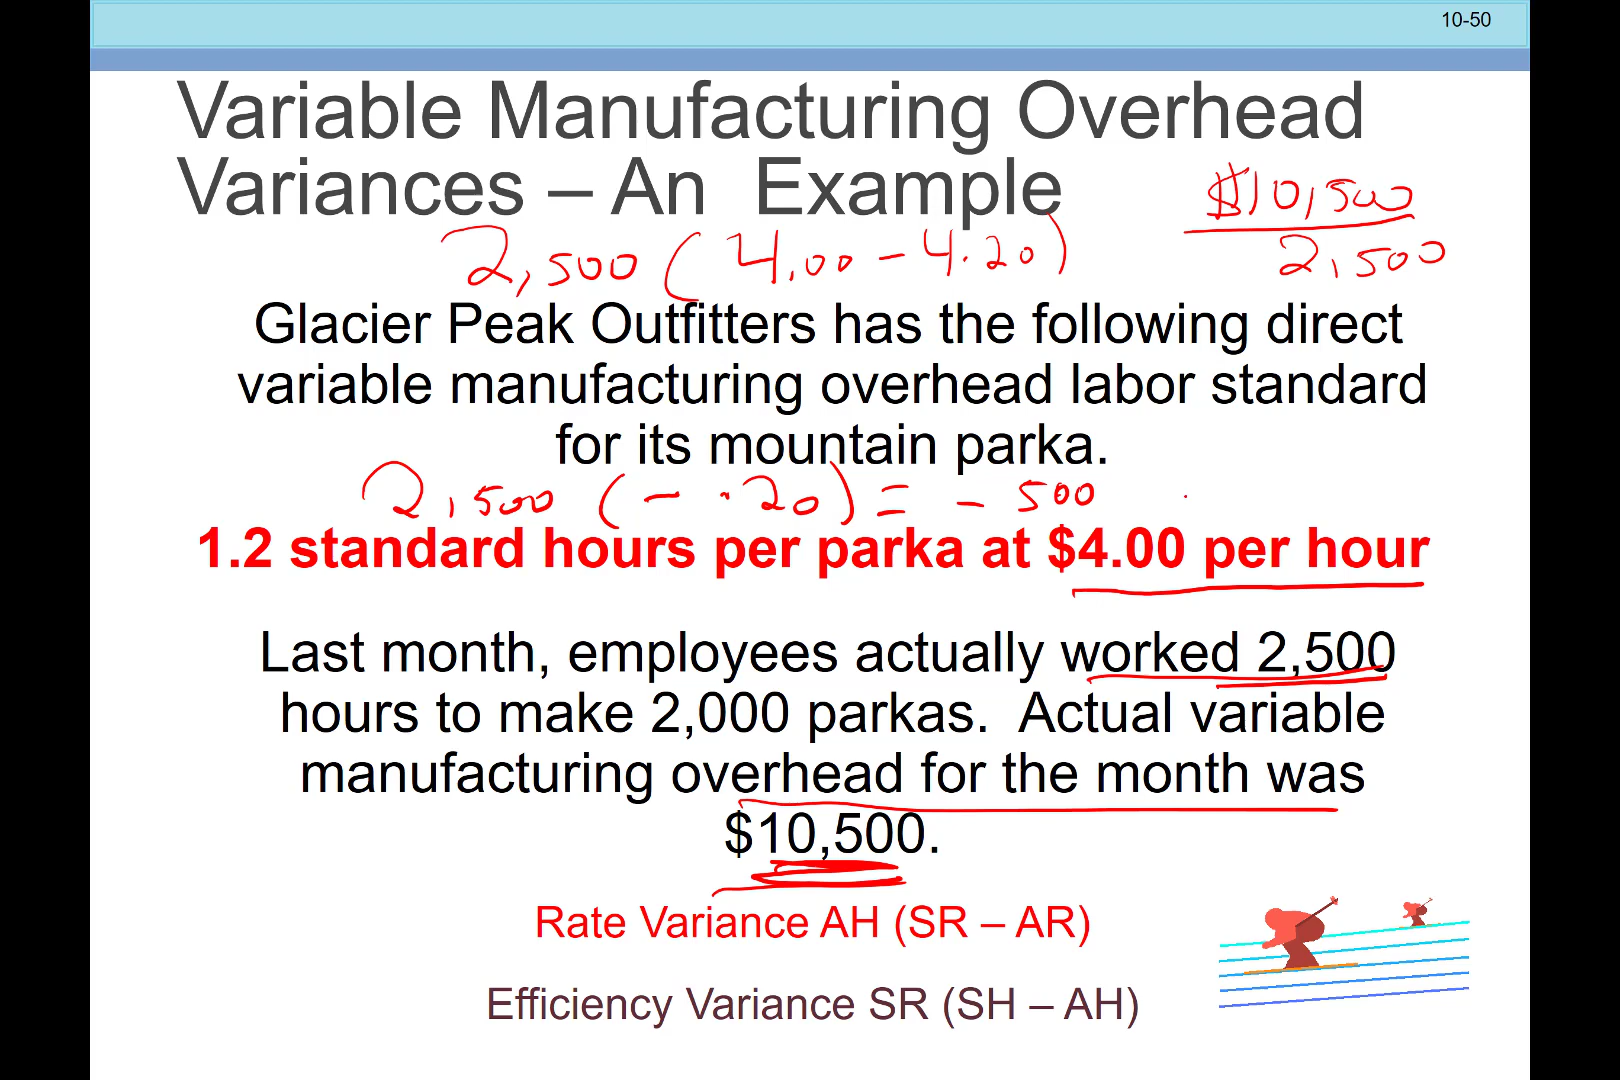 10-50
Variable Manufacturing Overhead
Variances – An Example
$10,500
2,500
2,500 ( 4.00 – 4.20 )
Glacier Peak Outfitters has the following direct
variable manufacturing overhead labor standard
for its mountain parka.
2,500 ( – .20 ) = – 500
1.2 standard hours per parka at $4.00 per hour
Last month, employees actually worked 2,500
hours to make 2,000 parkas. Actual variable
manufacturing overhead for the month was
$10,500.
Rate Variance AH (SR – AR)
Efficiency Variance SR (SH – AH)